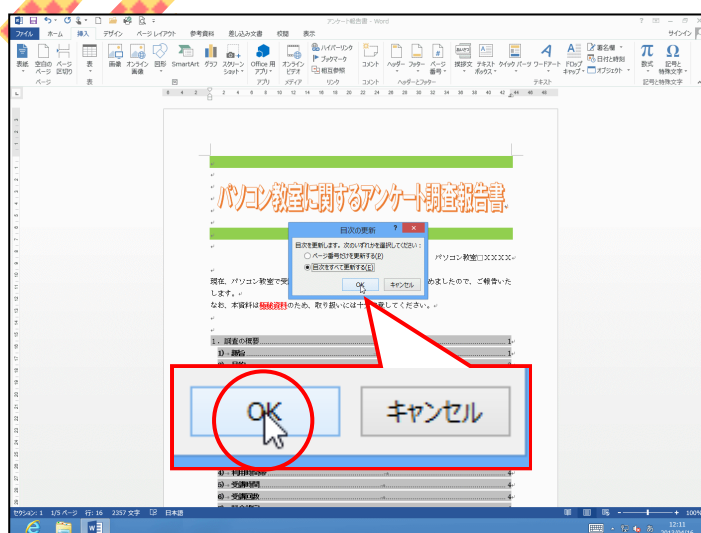 アンケート報告書 - Word
サインイン
ファイル ホーム 挿入 デザイン ページレイアウト 参考資料 差し込み文書 校閲 表示
表紙 空白のページ ページ区切り 表 画像 オンライン画像 図形 SmartArt グラフ スクリーンショット Office 用アプリ オンラインビデオ ハイパーリンク ブックマーク 相互参照 コメント ヘッダー フッター ページ番号 挨拶文 テキストボックス クイック パーツ ワードアート ドロップキャップ 署名欄 日付と時刻 オブジェクト 数式 記号と特殊文字
ページ 表 図 アプリ メディア リンク コメント ヘッダーとフッター テキスト 記号と特殊文字
パソコン教室に関するアンケート調査報告書
目次の更新
目次を更新します。次のいずれかを選択してください:
ページ番号だけを更新する(P)
目次をすべて更新する(E)
OK キャンセル
パソコン教室□XXXX
現在、パソコン教室で受 めましたので、ご報告いた
します。
なお、本資料は極秘資料のため、取り扱いには十 してください。
1. 調査の概要 1
1) 趣旨 1
OK キャンセル
5) 受講時間 4
6) 受講回数 4
セクション: 1 1/5 ページ 行: 16 2357 文字 日本語 100%
12:11